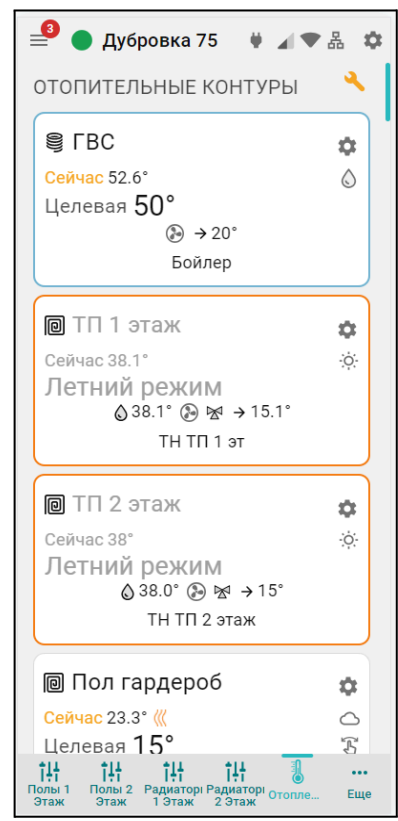 3
Дубровка 75
ОТОПИТЕЛЬНЫЕ КОНТУРЫ
ГВС
Сейчас 52.6°
Целевая 50°
→ 20°
Бойлер
ТП 1 этаж
Сейчас 38.1°
Летний режим
38.1° → 15.1°
ТН ТП 1 эт
ТП 2 этаж
Сейчас 38°
Летний режим
38.0° → 15°
ТН ТП 2 этаж
Пол гардероб
Сейчас 23.3°
Целевая 15°
Полы 1 Этаж
Полы 2 Этаж
Радиаторы 1 Этаж
Радиаторы 2 Этаж
Отопле...
Еще